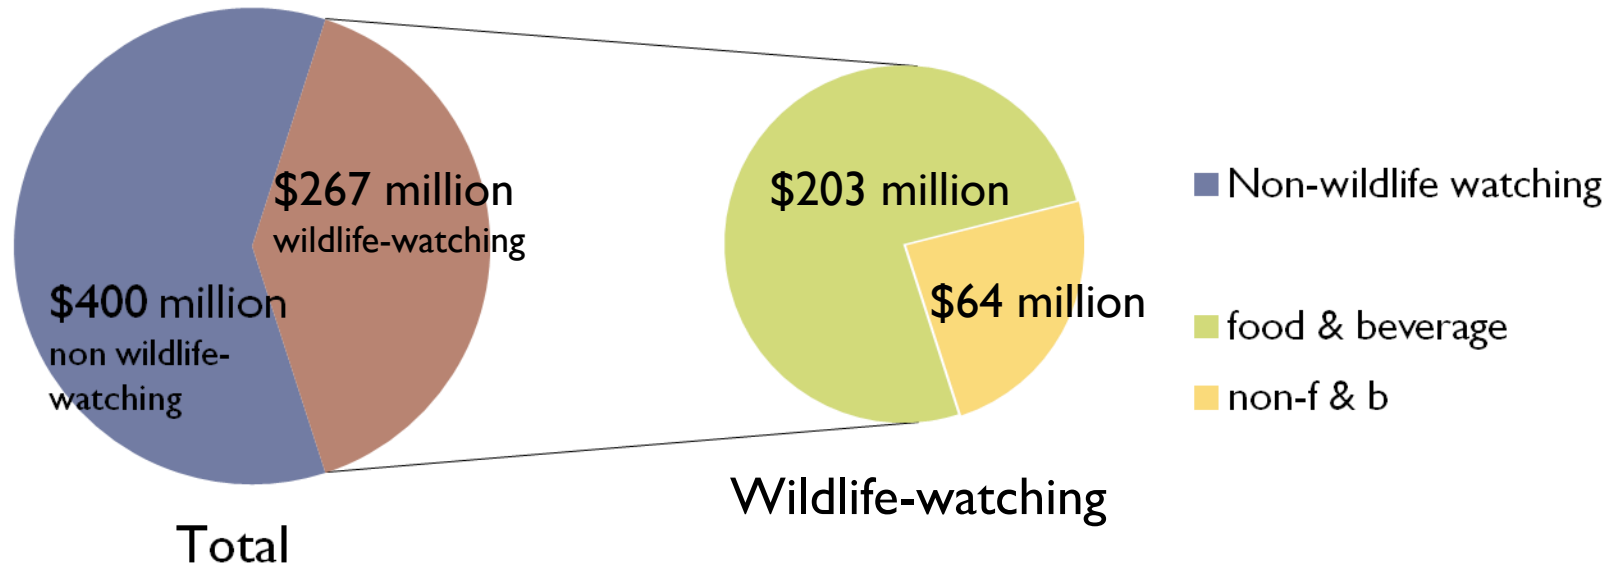 $267 million
wildlife-watching
$400 million
non wildlife-
watching
Total
$203 million
$64 million
Wildlife-watching
Non-wildlife watching
food & beverage
non-f & b